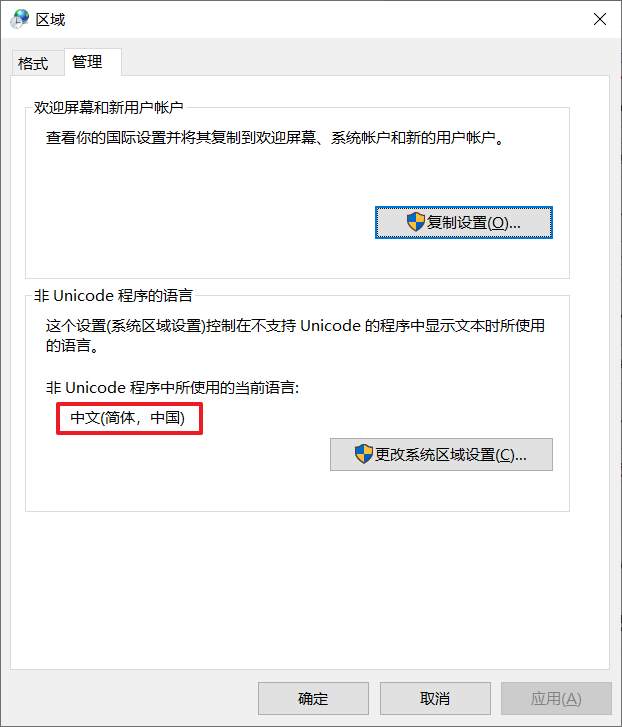 区域
格式
管理
欢迎屏幕和新用户帐户
查看你的国际设置并将其复制到欢迎屏幕、系统帐户和新的用户帐户。
复制设置(O)...
非 Unicode 程序的语言
这个设置(系统区域设置)控制在不支持 Unicode 的程序中显示文本时所使用
的语言。
非 Unicode 程序中所使用的当前语言:
中文(简体，中国)
更改系统区域设置(C)...
确定
取消
应用(A)